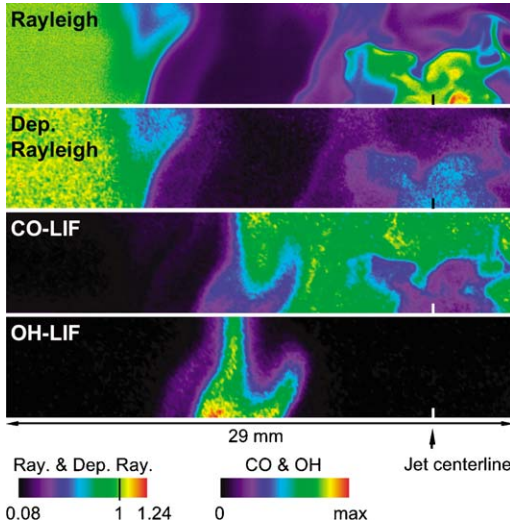 Rayleigh
Dep.
Rayleigh
CO-LIF
OH-LIF
29 mm
Ray. & Dep. Ray.
CO & OH
Jet centerline
0.08
1
1.24
0
max